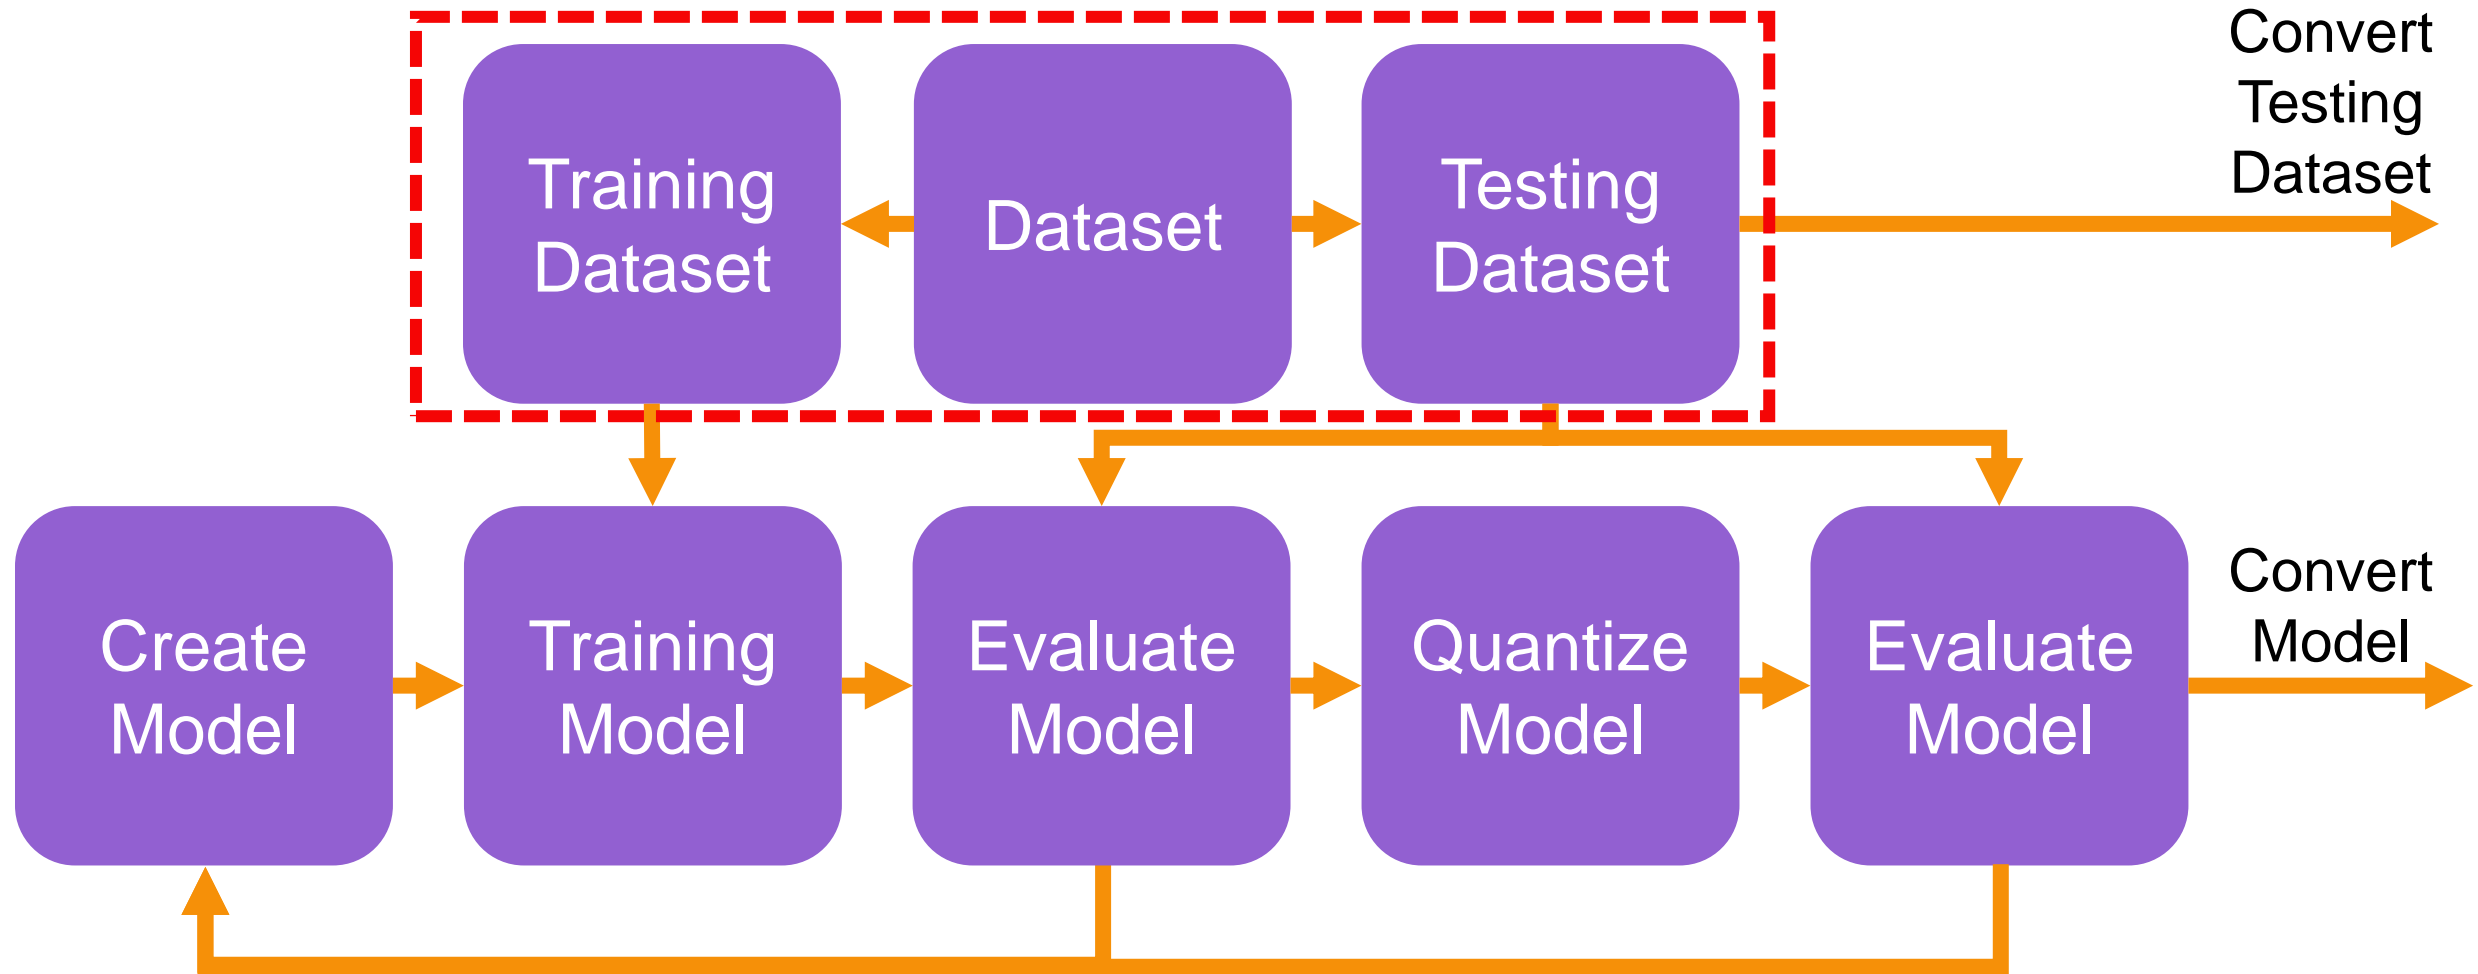 Training
Dataset
Dataset
Testing
Dataset
Convert
Testing
Dataset
Create
Model
Training
Model
Evaluate
Model
Quantize
Model
Evaluate
Model
Convert
Model